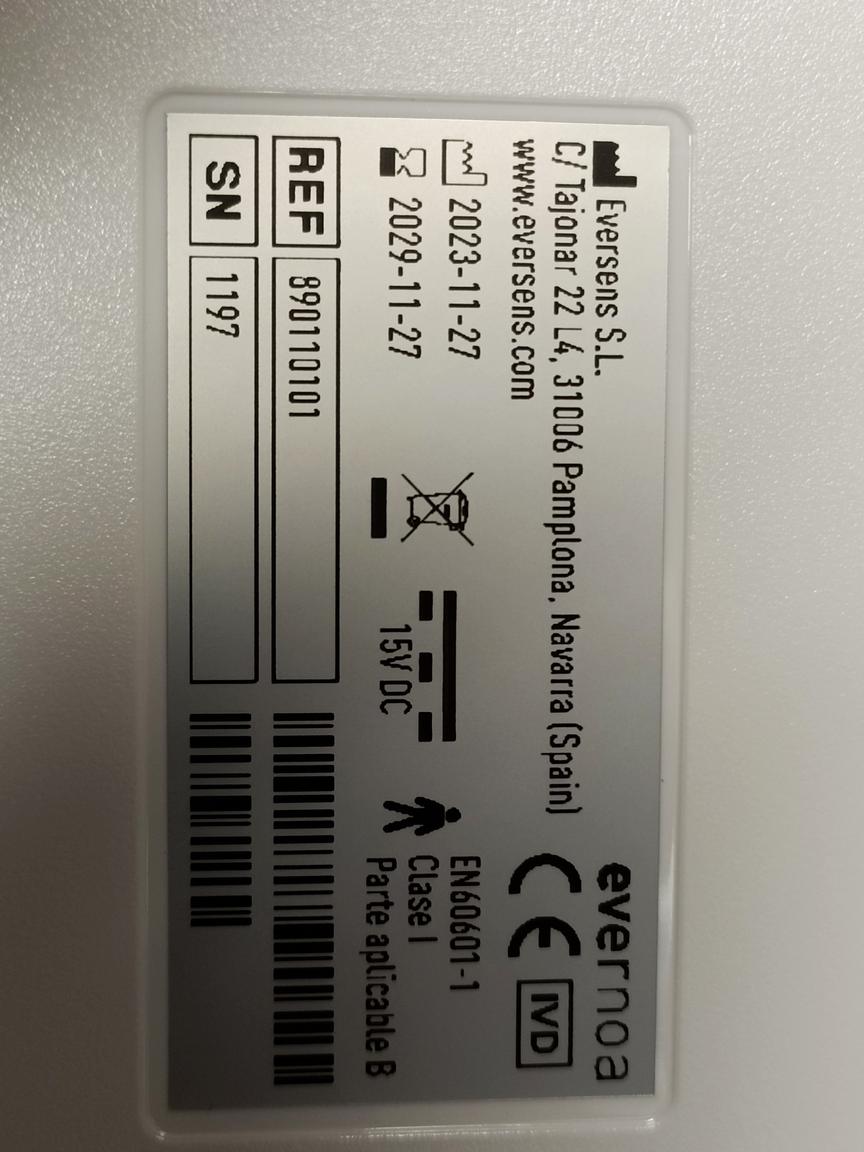 Eversens S.L.
C/ Tajonar 22 L4, 31006 Pamplona, Navarra (Spain)
www.eversens.com
evernoa
CE IVD
2023-11-27
2029-11-27
15V DC
EN60601-1
Clase I
Parte aplicable B
REF 890110101
SN 1197